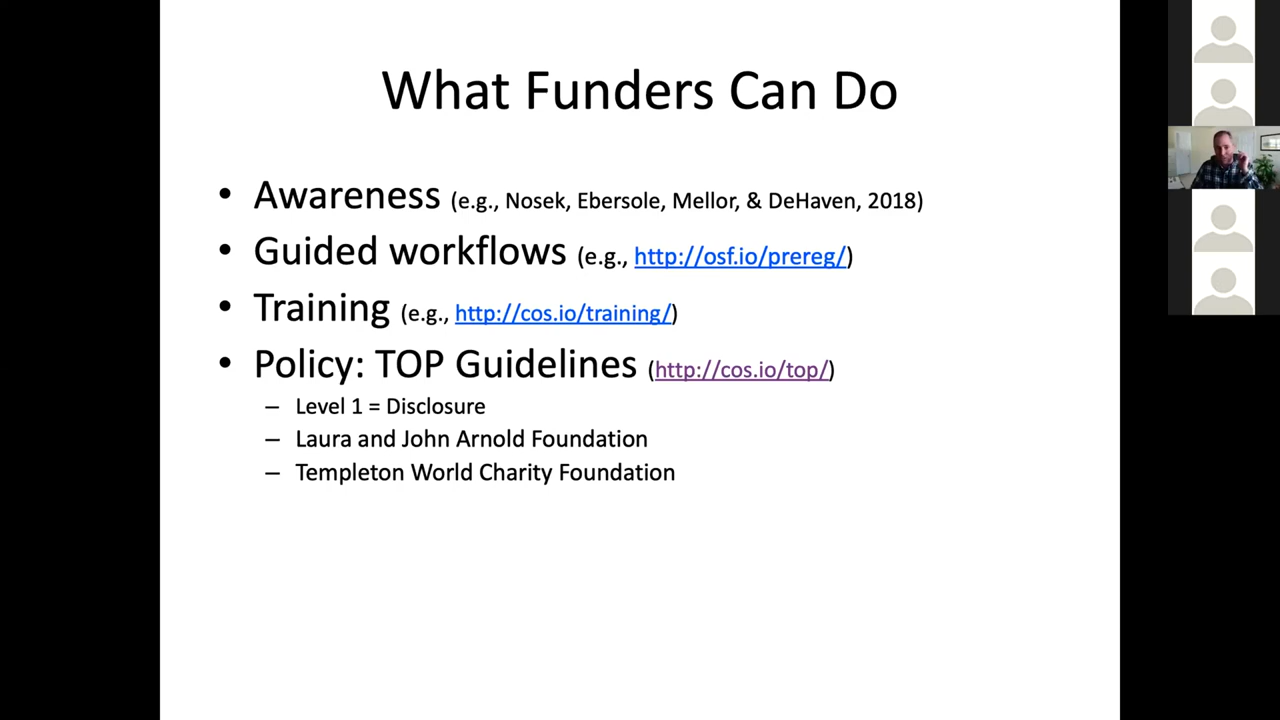 What Funders Can Do
• Awareness (e.g., Nosek, Ebersole, Mellor, & DeHaven, 2018)
• Guided workflows (e.g., http://osf.io/prereg/)
• Training (e.g., http://cos.io/training/)
• Policy: TOP Guidelines (http://cos.io/top/)
– Level 1 = Disclosure
– Laura and John Arnold Foundation
– Templeton World Charity Foundation